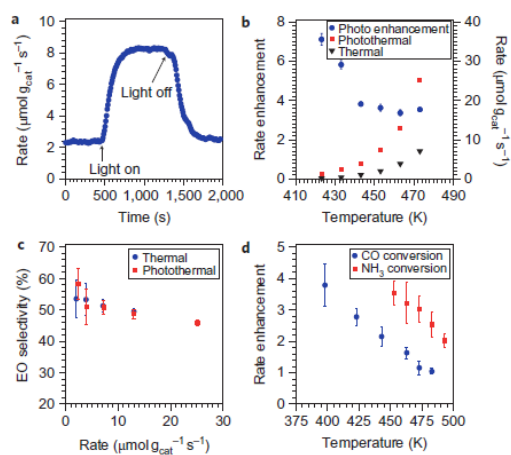 a
10
8
6
4
2
0
0 500 1,000 1,500 2,000
Rate (μmol gcat−1 s−1)
Time (s)
Light on
Light off
b
8
6
4
2
0
40
30
20
10
0
410 430 450 470 490
Rate enhancement
Rate (μmol gcat−1 s−1)
Temperature (K)
Photo enhancement
Photothermal
Thermal
c
70
60
50
40
30
20
0 10 20 30
EO selectivity (%)
Rate (μmol gcat−1 s−1)
Thermal
Photothermal
d
5
4
3
2
1
0
375 400 425 450 475 500
Rate enhancement
Temperature (K)
CO conversion
NH3 conversion